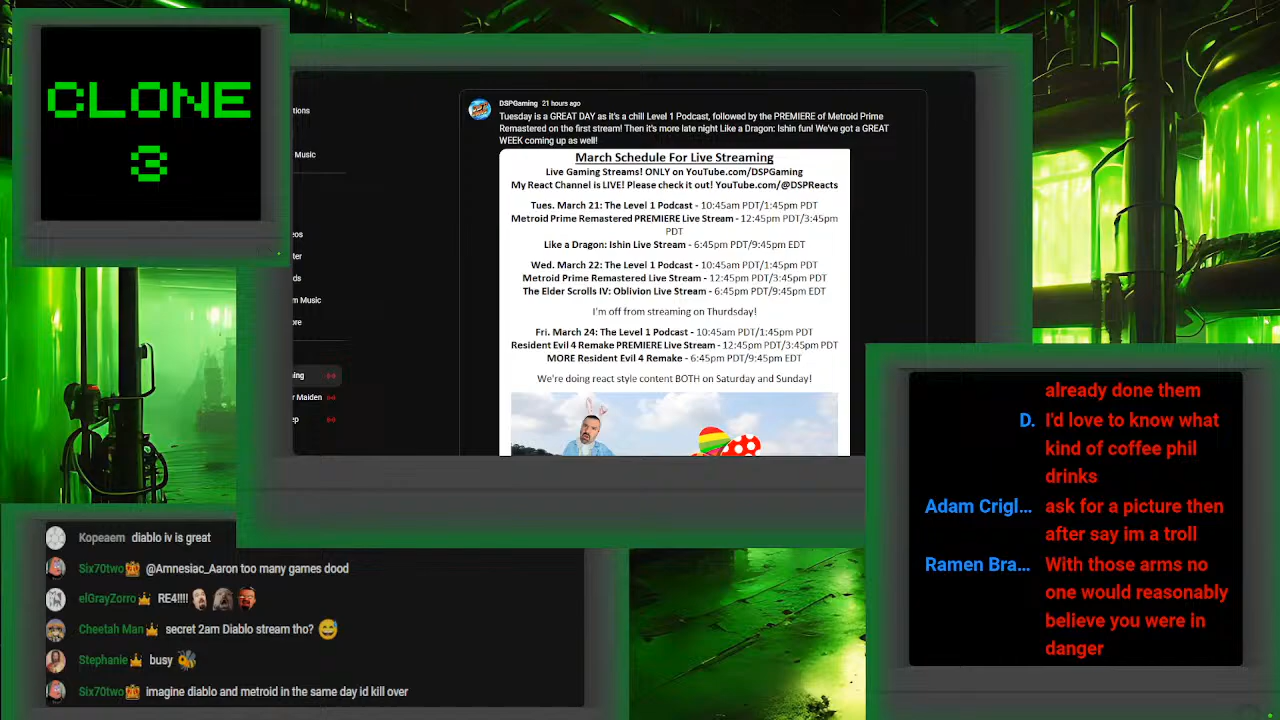 CLONE
3
tions
Music
eos
ter
ds
m Music
ore
ing
r Maiden
ep
DSPGaming 21 hours ago
Tuesday is a GREAT DAY as it's a chill Level 1 Podcast, followed by the PREMIERE of Metroid Prime
Remastered on the first stream! Then it's more late night Like a Dragon: Ishin fun! We've got a GREAT
WEEK coming up as well!
March Schedule For Live Streaming
Live Gaming Streams! ONLY on YouTube.com/DSPGaming
My React Channel is LIVE! Please check it out! YouTube.com/@DSPReacts
Tues. March 21: The Level 1 Podcast - 10:45am PDT/1:45pm PDT
Metroid Prime Remastered PREMIERE Live Stream - 12:45pm PDT/3:45pm
PDT
Like a Dragon: Ishin Live Stream - 6:45pm PDT/9:45pm EDT
Wed. March 22: The Level 1 Podcast - 10:45am PDT/1:45pm PDT
Metroid Prime Remastered Live Stream - 12:45pm PDT/3:45pm PDT
The Elder Scrolls IV: Oblivion Live Stream - 6:45pm PDT/9:45pm EDT
I'm off from streaming on Thurdsday!
Fri. March 24: The Level 1 Podcast - 10:45am PDT/1:45pm PDT
Resident Evil 4 Remake PREMIERE Live Stream - 12:45pm PDT/3:45pm PDT
MORE Resident Evil 4 Remake - 6:45pm PDT/9:45pm EDT
We're doing react style content BOTH on Saturday and Sunday!
already done them
D. I'd love to know what
kind of coffee phil
drinks
Adam Crigl... ask for a picture then
after say im a troll
Ramen Bra... With those arms no
one would reasonably
believe you were in
danger
Kopeaem diablo iv is great
Six70two @Amnesiac_Aaron too many games dood
elGrayZorro RE4!!!!
Cheetah Man secret 2am Diablo stream tho?
Stephanie busy
Six70two imagine diablo and metroid in the same day id kill over